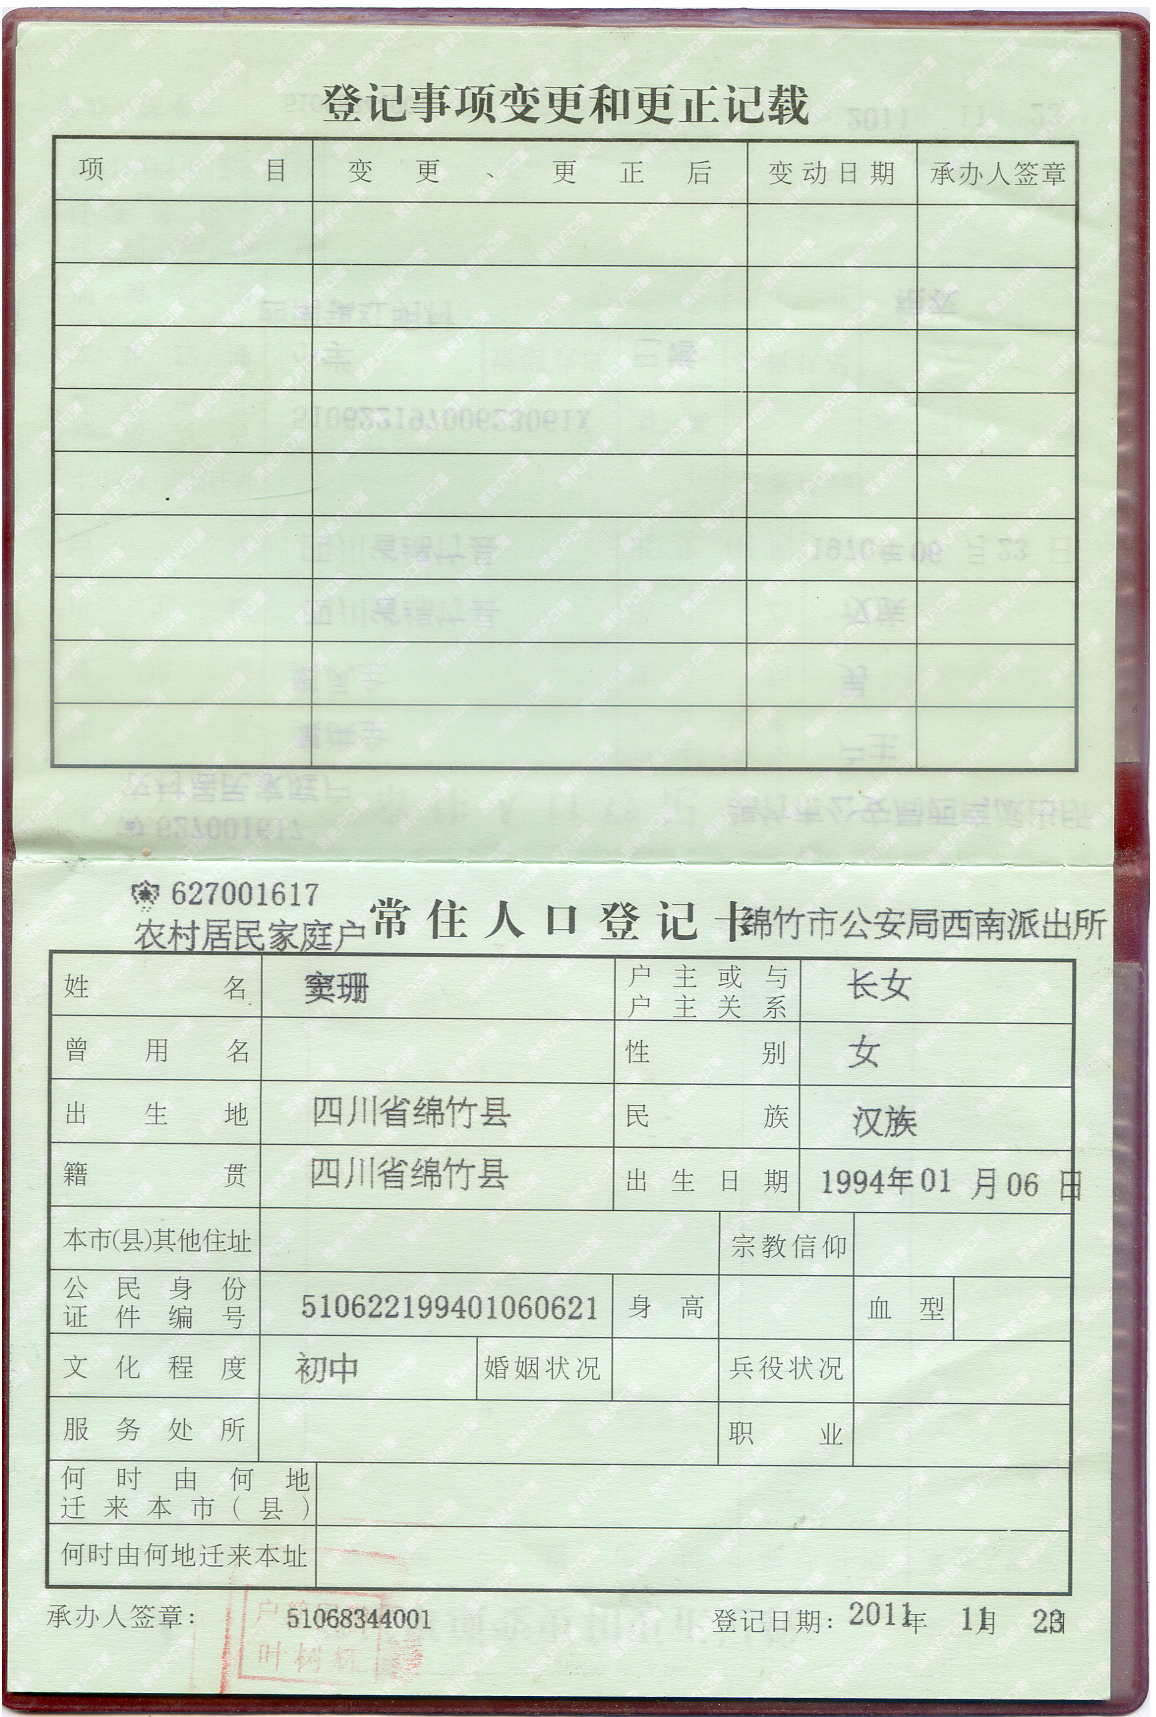 登记事项变更和更正记载
项目 变更、更正后 变动日期 承办人签章
627001617
农村居民家庭户 常住人口登记卡 绵竹市公安局西南派出所
姓名 窦珊 户主或与户主关系 长女
曾用名 性别 女
出生地 四川省绵竹县 民族 汉族
籍贯 四川省绵竹县 出生日期 1994年01月06日
本市(县)其他住址 宗教信仰
公民身份证件编号 510622199401060621 身高 血型
文化程度 初中 婚姻状况 兵役状况
服务处所 职业
何时由何地迁来本市(县)
何时由何地迁来本址
承办人签章: 51068344001 登记日期: 2011年 11月 23日